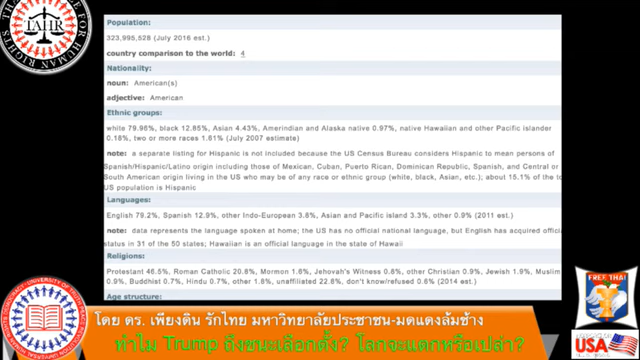 Population:
323,995,528 (July 2016 est.)
country comparison to the world: 4
Nationality:
noun: American(s)
adjective: American
Ethnic groups:
white 79.96%, black 12.85%, Asian 4.43%, Amerindian and Alaska native 0.97%, native Hawaiian and other Pacific islander
0.18%, two or more races 1.61% (July 2007 estimate)
note: a separate listing for Hispanic is not included because the US Census Bureau considers Hispanic to mean persons of
Spanish/Hispanic/Latino origin including those of Mexican, Cuban, Puerto Rican, Dominican Republic, Spanish, and Central or
South American origin living in the US who may be of any race or ethnic group (white, black, Asian, etc.); about 15.1% of the to
US population is Hispanic
Languages:
English 79.2%, Spanish 12.9%, other Indo-European 3.8%, Asian and Pacific island 3.3%, other 0.9% (2011 est.)
note: data represents the language spoken at home; the US has no official national language, but English has acquired offici
status in 31 of the 50 states; Hawaiian is an official language in the state of Hawaii
Religions:
Protestant 46.5%, Roman Catholic 20.8%, Mormon 1.6%, Jehovah's Witness 0.8%, other Christian 0.9%, Jewish 1.9%, Muslim
0.9%, Buddhist 0.7%, Hindu 0.7%, other 1.8%, unaffiliated 22.8%, don't know/refused 0.6% (2014 est.)
Age structure:
TAHR
FREE THAI
โดย ดร. เพียงดิน รักไทย มหาวิทยาลัยประชาชน-มดแดงล้มช้าง
ทำไม Trump ถึงชนะเลือกตั้ง? โลกจะแตกหรือเปล่า?
USA